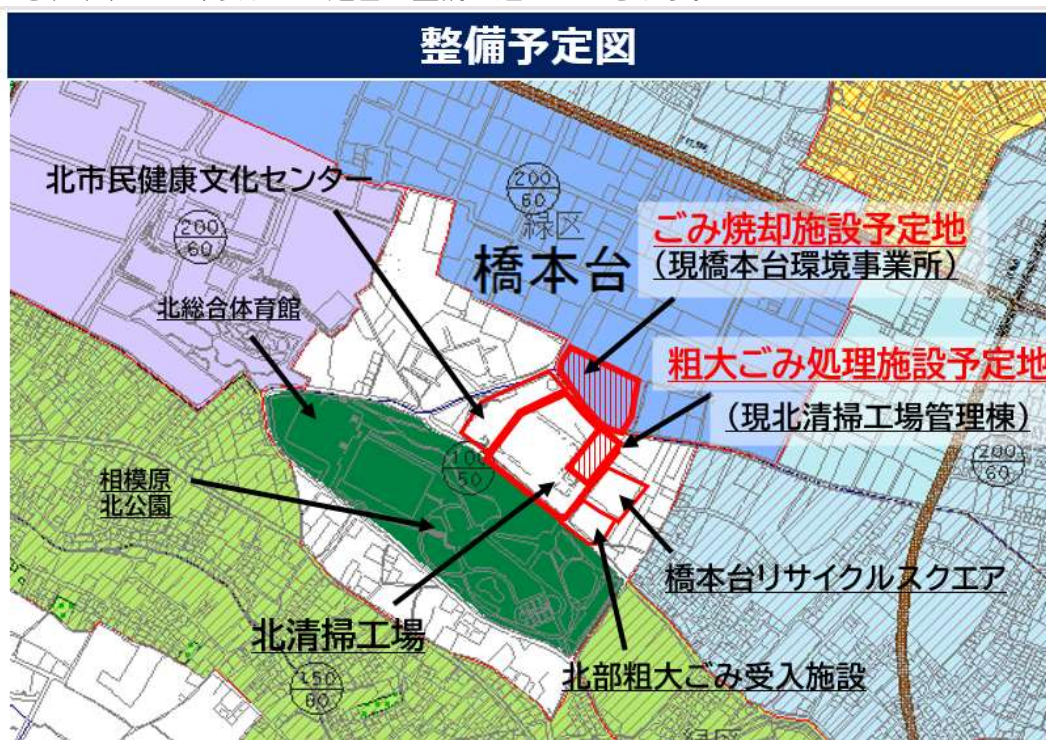 整備予定図
北市民健康文化センター
200
60
緑区
200
60
橋本台
ごみ焼却施設予定地
(現橋本台環境事業所)
北総合体育館
粗大ごみ処理施設予定地
(現北清掃工場管理棟)
100
50
200
60
相模原
北公園
橋本台リサイクルスクエア
北清掃工場
北部粗大ごみ受入施設
150
80
緑区